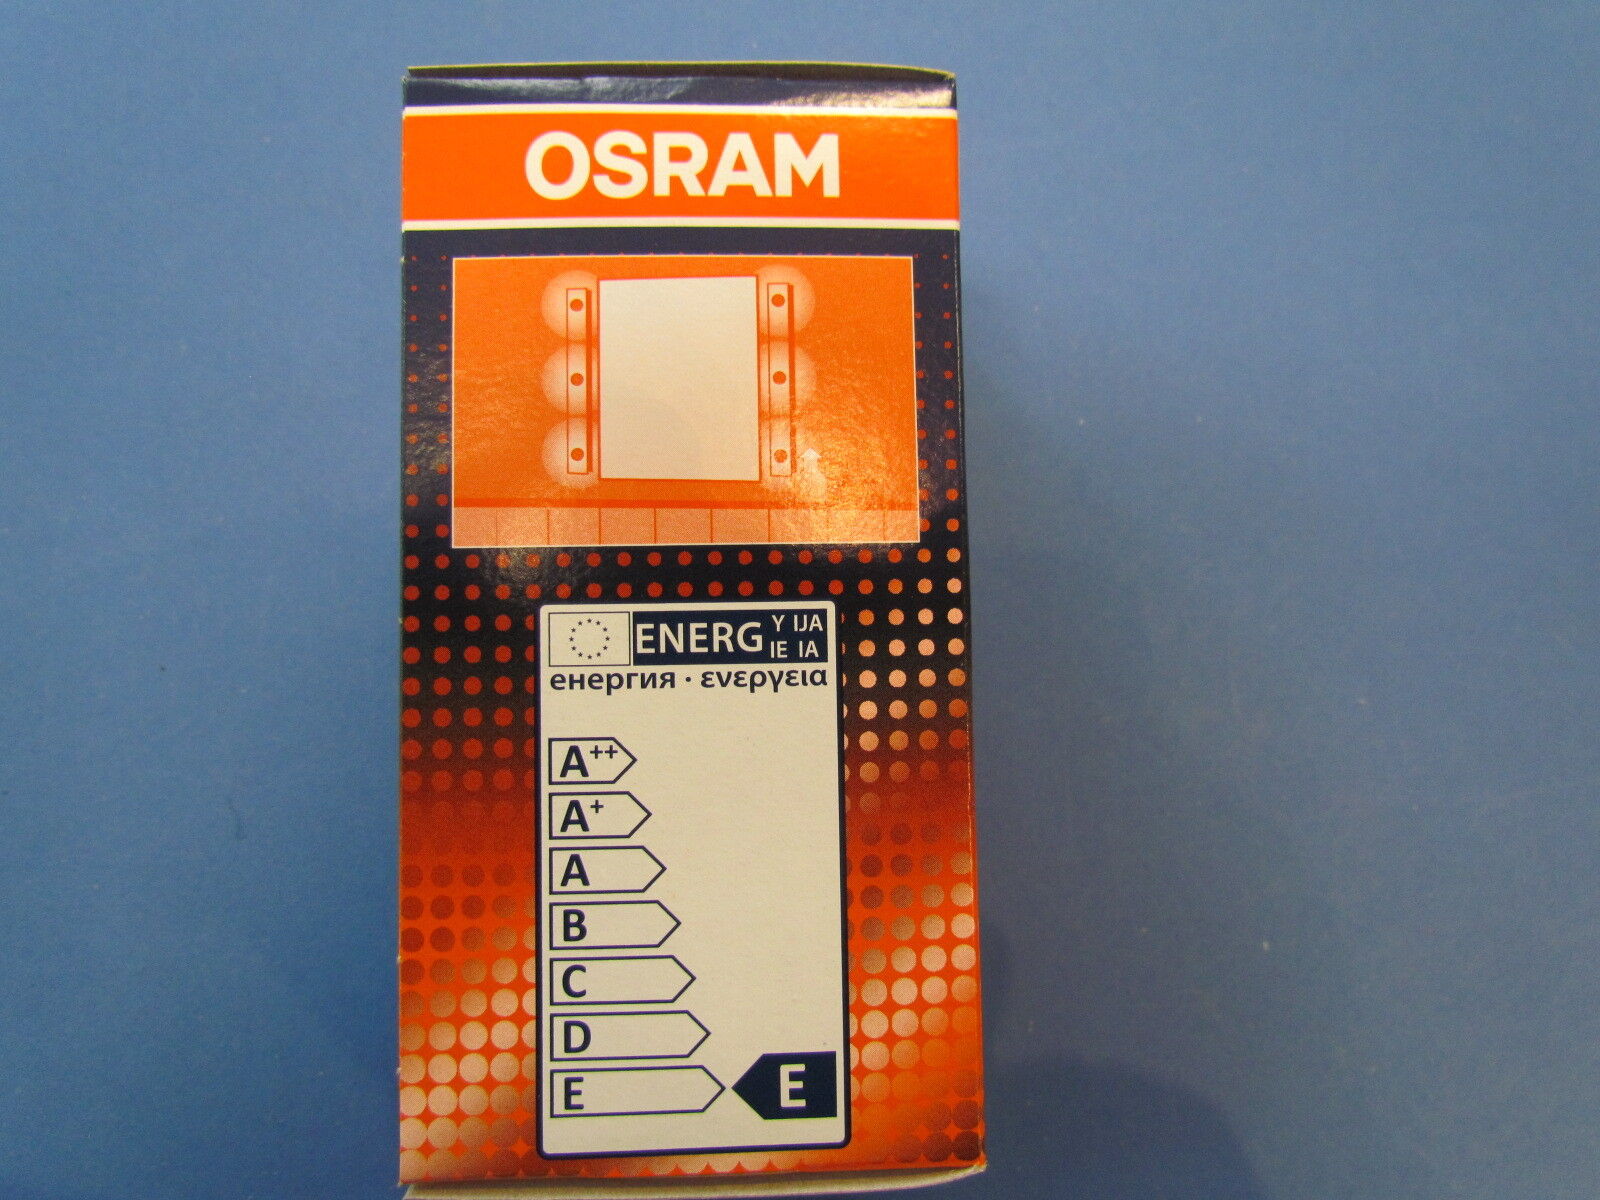 OSRAM
ENERG Y IJA
IE IA
енергия · ενεργεια
A++
A+
A
B
C
D
E
E